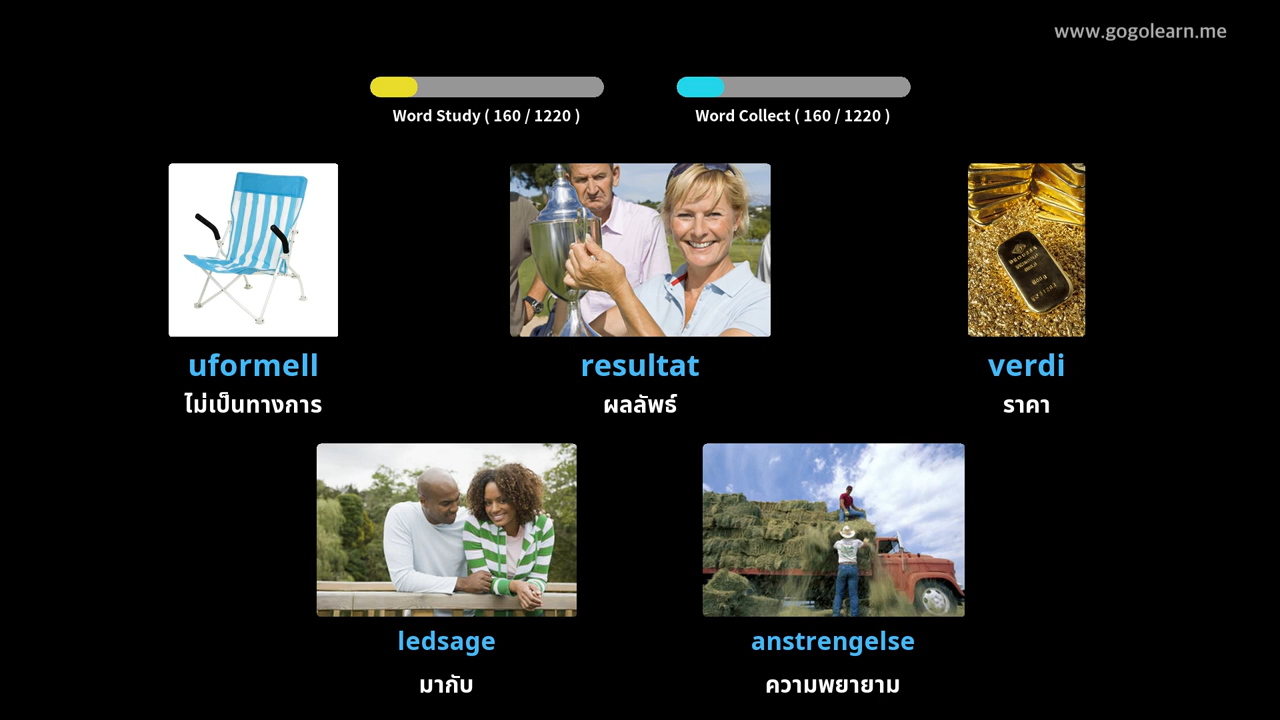 www.gogolearn.me
Word Study ( 160 / 1220 )
Word Collect ( 160 / 1220 )
uformell
ไม่เป็นทางการ
resultat
ผลลัพธ์
verdi
ราคา
ledsage
มากับ
anstrengelse
ความพยายาม